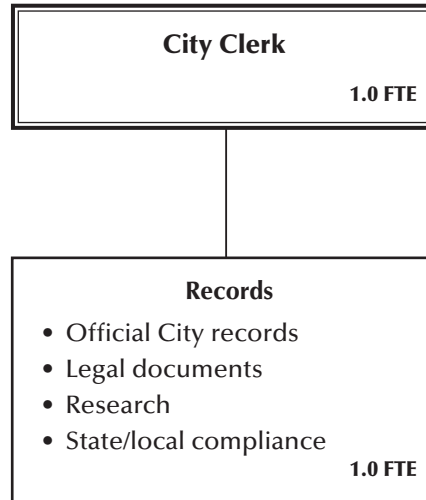 City Clerk
1.0 FTE
Records
• Official City records
• Legal documents
• Research
• State/local compliance
1.0 FTE